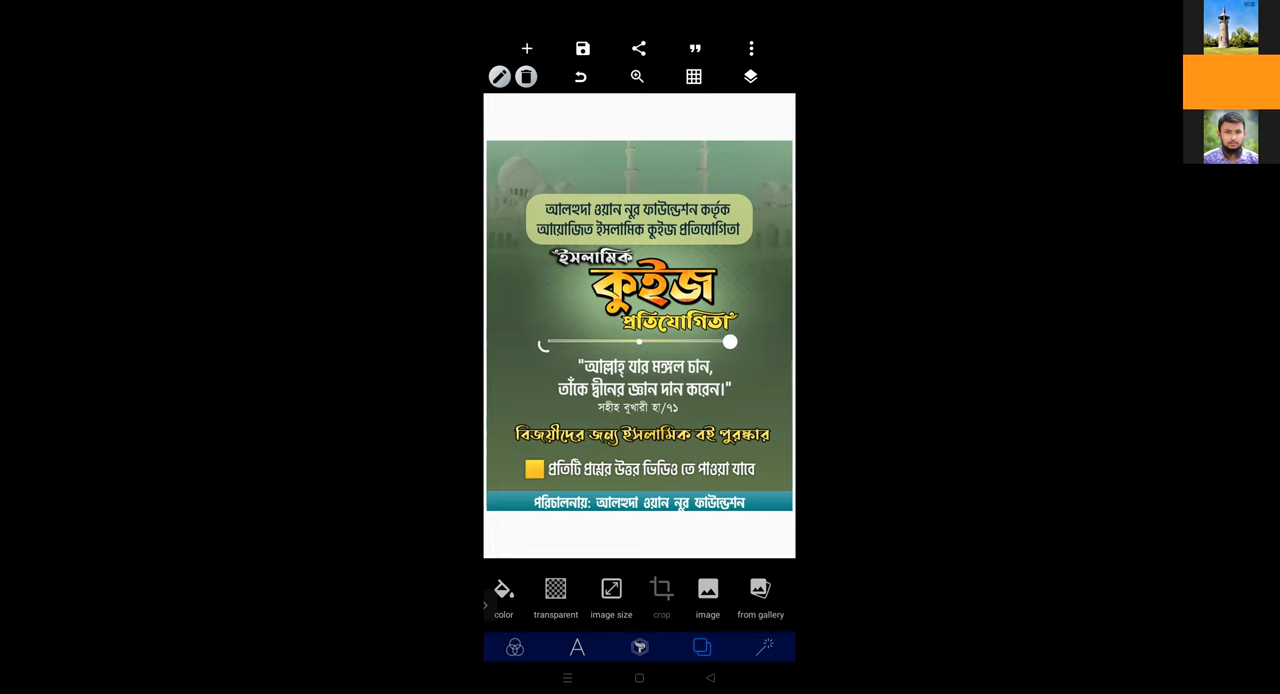 আলহুদা ওয়ান নুর ফাউন্ডেশন কর্তৃক
আয়োজিত ইসলামিক কুইজ প্রতিযোগিতা
ইসলামিক
কুইজ
প্রতিযোগিতা
"আল্লাহ্ যার মঙ্গল চান,
তাঁকে দ্বীনের জ্ঞান দান করেন।"
সহীহ বুখারী হা/৭১
বিজয়ীদের জন্য ইসলামিক বই পুরষ্কার
প্রতিটি প্রশ্নের উত্তর ভিডিও তে পাওয়া যাবে
পরিচালনায়: আলহুদা ওয়ান নুর ফাউন্ডেশন
color transparent image size crop image from gallery